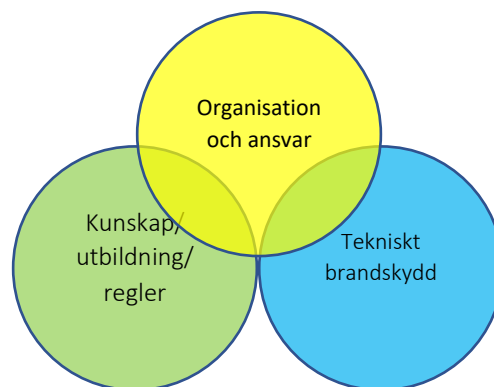 Organisation
och ansvar
Kunskap/
utbildning/
regler
Tekniskt
brandskydd